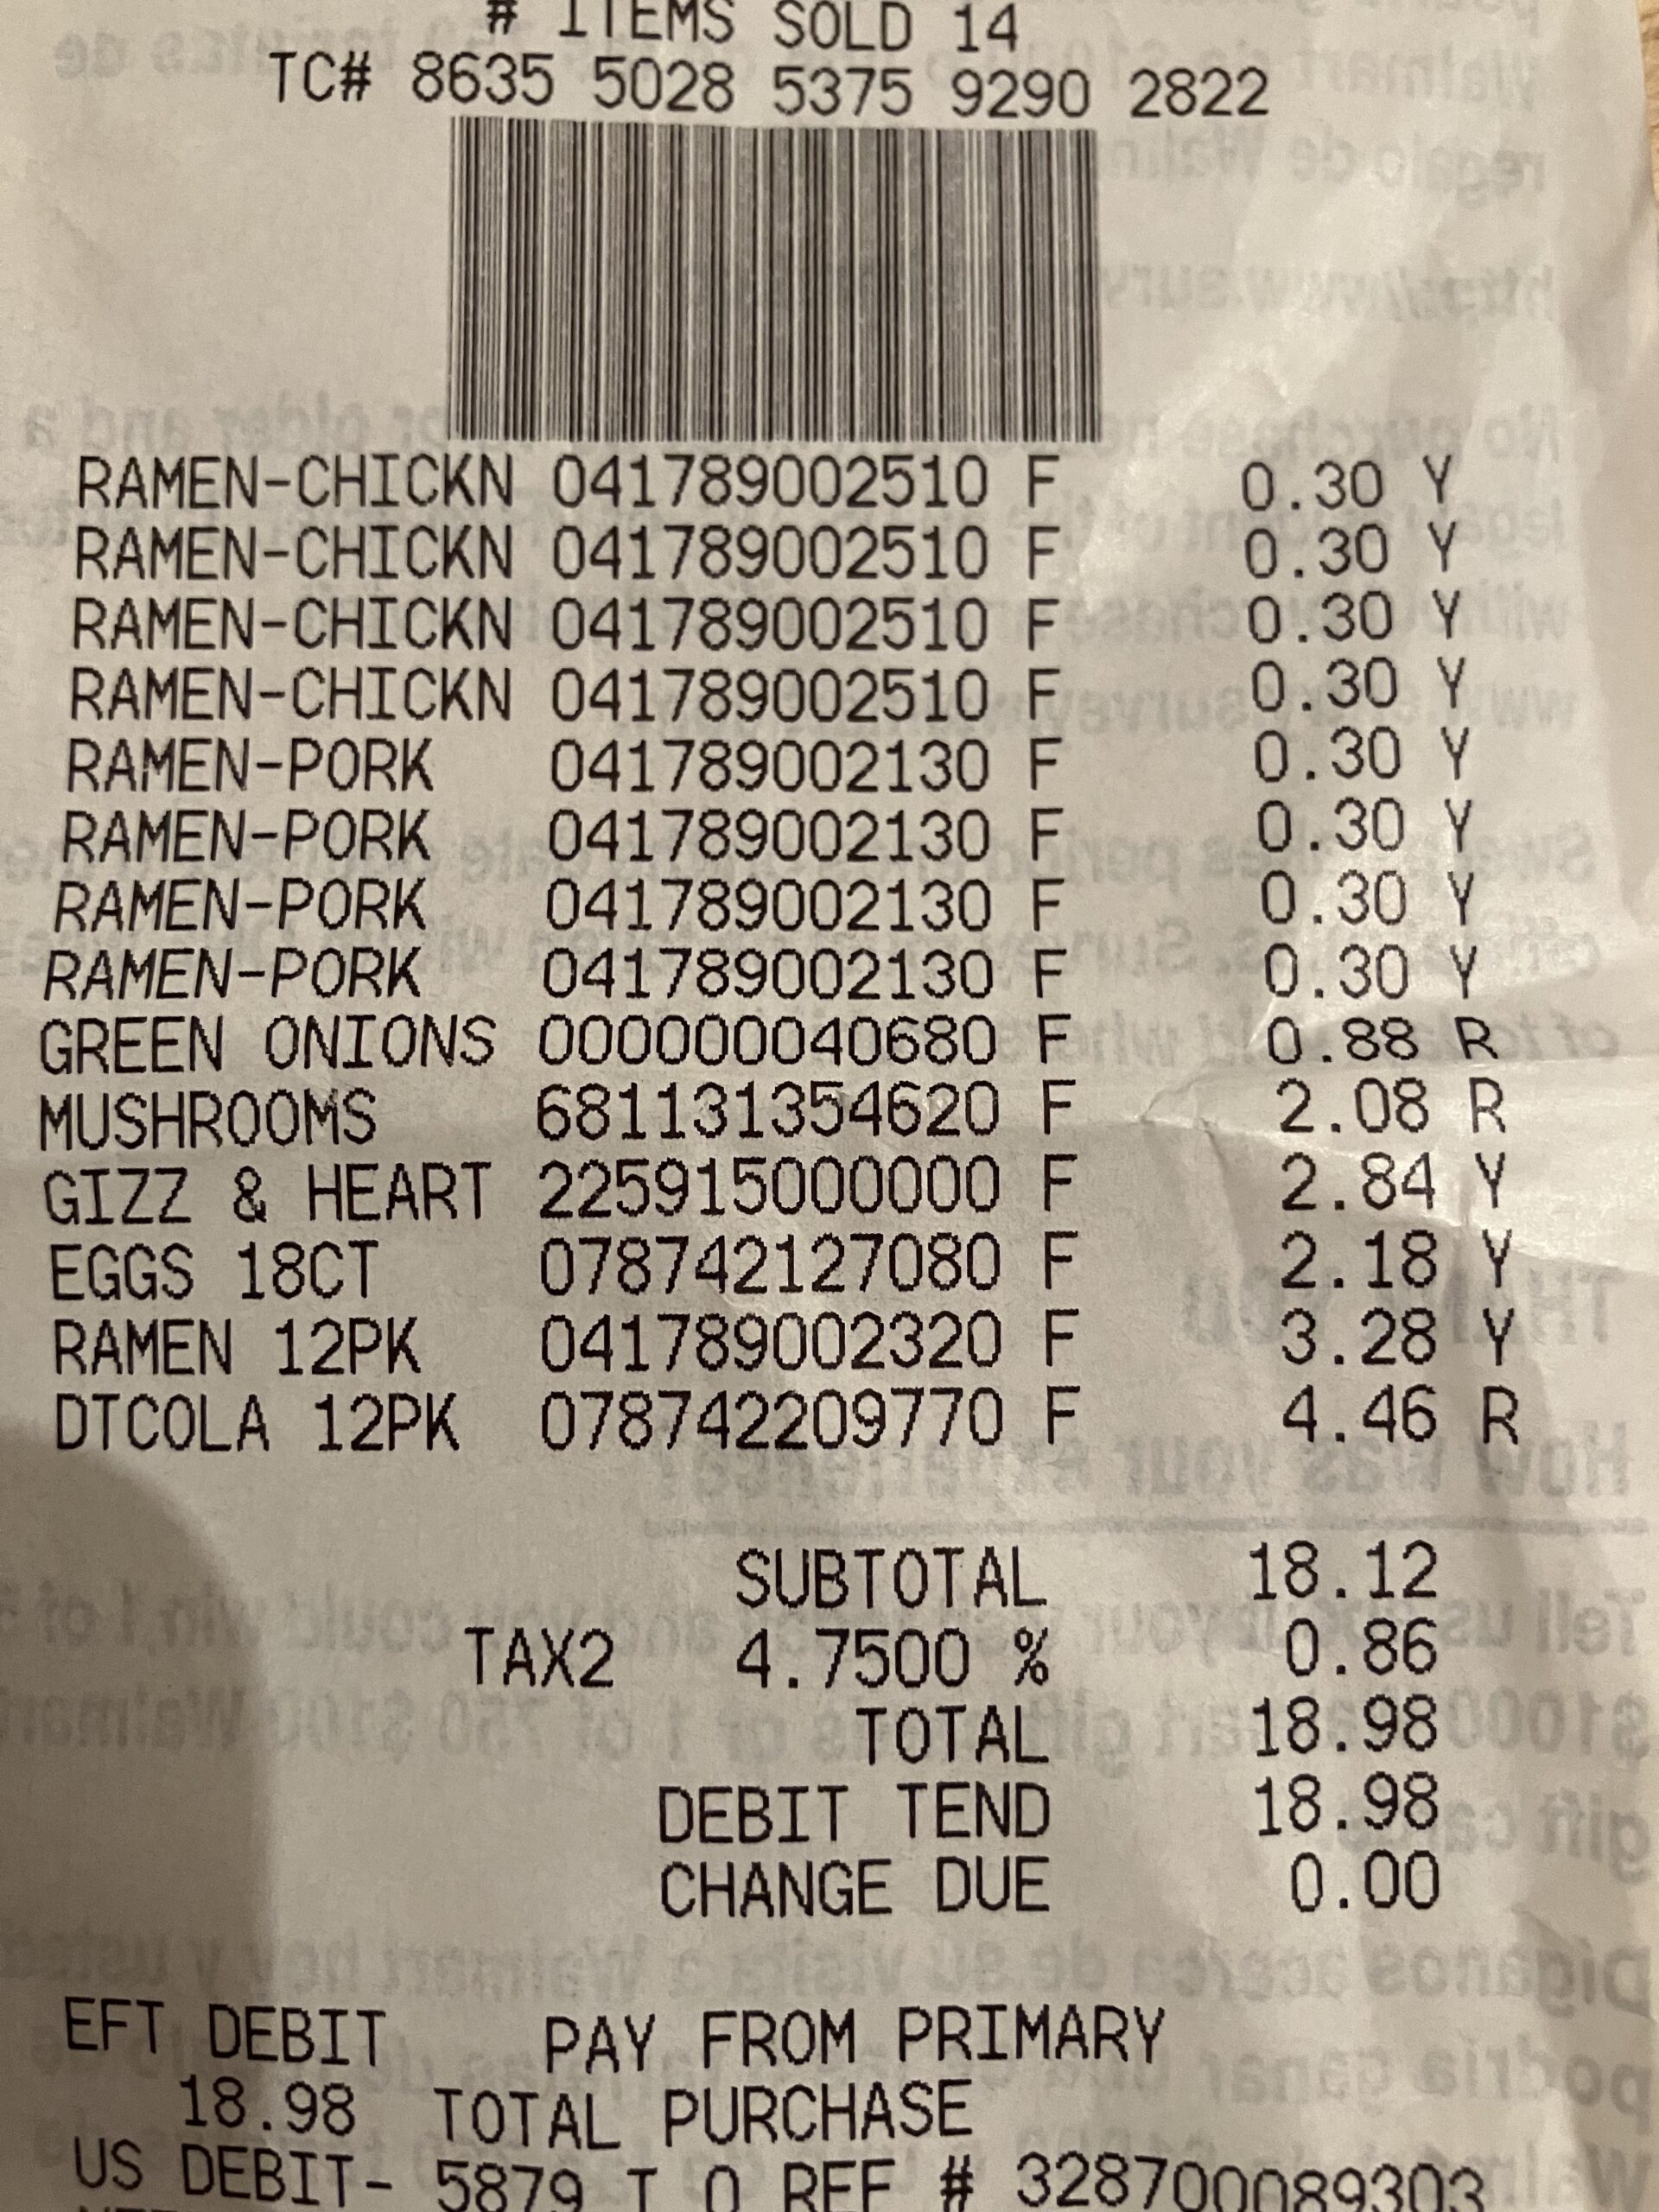 # ITEMS SOLD 14
TC# 8635 5028 5375 9290 2822
RAMEN-CHICKN 041789002510 F 0.30 Y
RAMEN-CHICKN 041789002510 F 0.30 Y
RAMEN-CHICKN 041789002510 F 0.30 Y
RAMEN-CHICKN 041789002510 F 0.30 Y
RAMEN-PORK 041789002130 F 0.30 Y
RAMEN-PORK 041789002130 F 0.30 Y
RAMEN-PORK 041789002130 F 0.30 Y
RAMEN-PORK 041789002130 F 0.30 Y
GREEN ONIONS 000000040680 F 0.88 R
MUSHROOMS 681131354620 F 2.08 R
GIZZ & HEART 225915000000 F 2.84 Y
EGGS 18CT 078742127080 F 2.18 Y
RAMEN 12PK 041789002320 F 3.28 Y
DTCOLA 12PK 078742209770 F 4.46 R
SUBTOTAL 18.12
TAX2 4.7500 % 0.86
TOTAL 18.98
DEBIT TEND 18.98
CHANGE DUE 0.00
EFT DEBIT PAY FROM PRIMARY
18.98 TOTAL PURCHASE
US DEBIT- 5879 I 0 REF # 328700089303